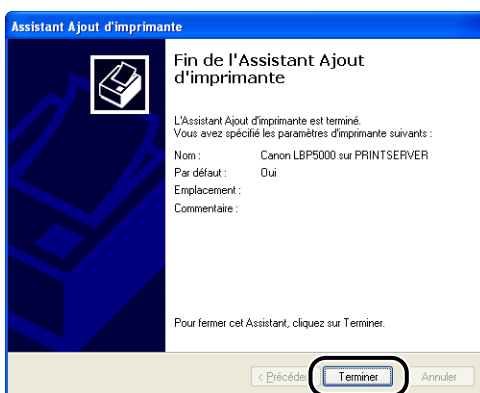 Assistant Ajout d'imprimante
Fin de l'Assistant Ajout
d'imprimante
L'Assistant Ajout d'imprimante est terminé.
Vous avez spécifié les paramètres d'imprimante suivants :
Nom : Canon LBP5000 sur PRINTSERVER
Par défaut : Oui
Emplacement :
Commentaire :
Pour fermer cet Assistant, cliquez sur Terminer.
< Précéden Terminer Annuler